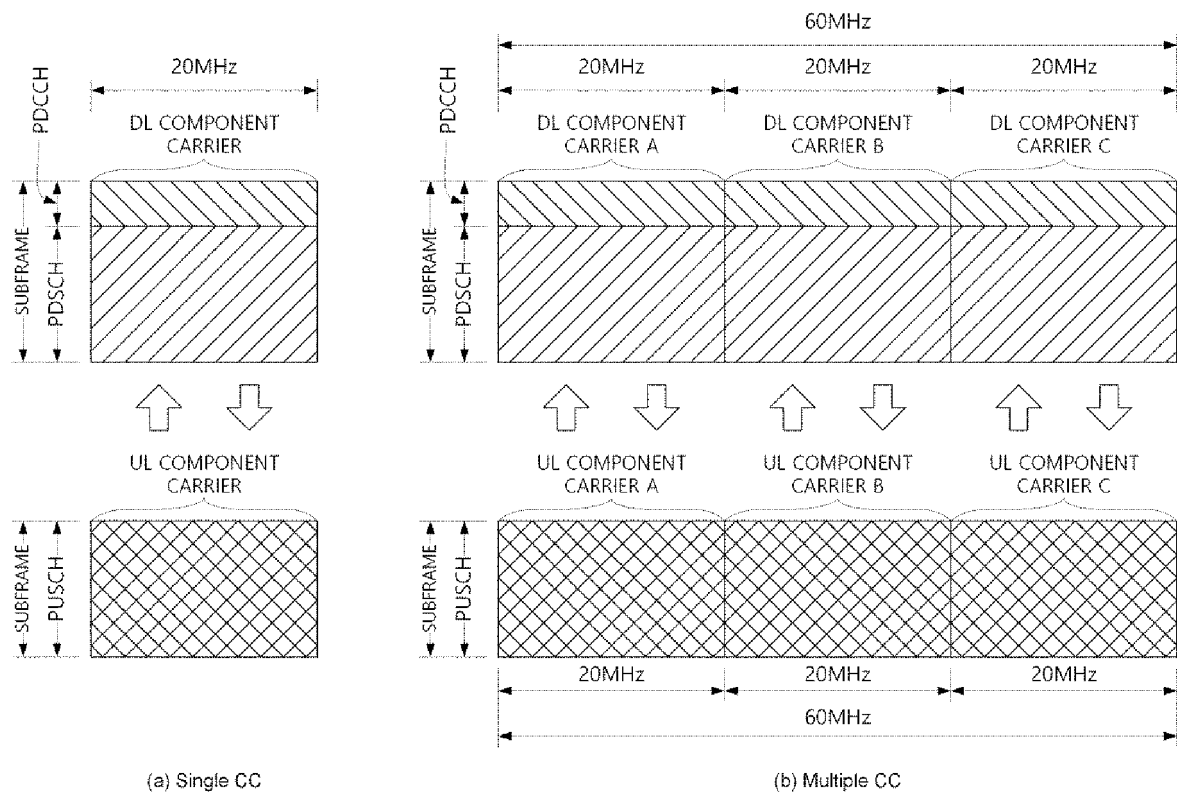 60MHz
20MHz
20MHz
20MHz
20MHz
PDCCH
DL COMPONENT
CARRIER
DL COMPONENT
CARRIER A
DL COMPONENT
CARRIER B
DL COMPONENT
CARRIER C
SUBFRAME
PDSCH
PDCCH
SUBFRAME
PDSCH
UL COMPONENT
CARRIER
UL COMPONENT
CARRIER A
UL COMPONENT
CARRIER B
UL COMPONENT
CARRIER C
SUBFRAME
PUSCH
SUBFRAME
PUSCH
20MHz
20MHz
20MHz
60MHz
(a) Single CC
(b) Multiple CC